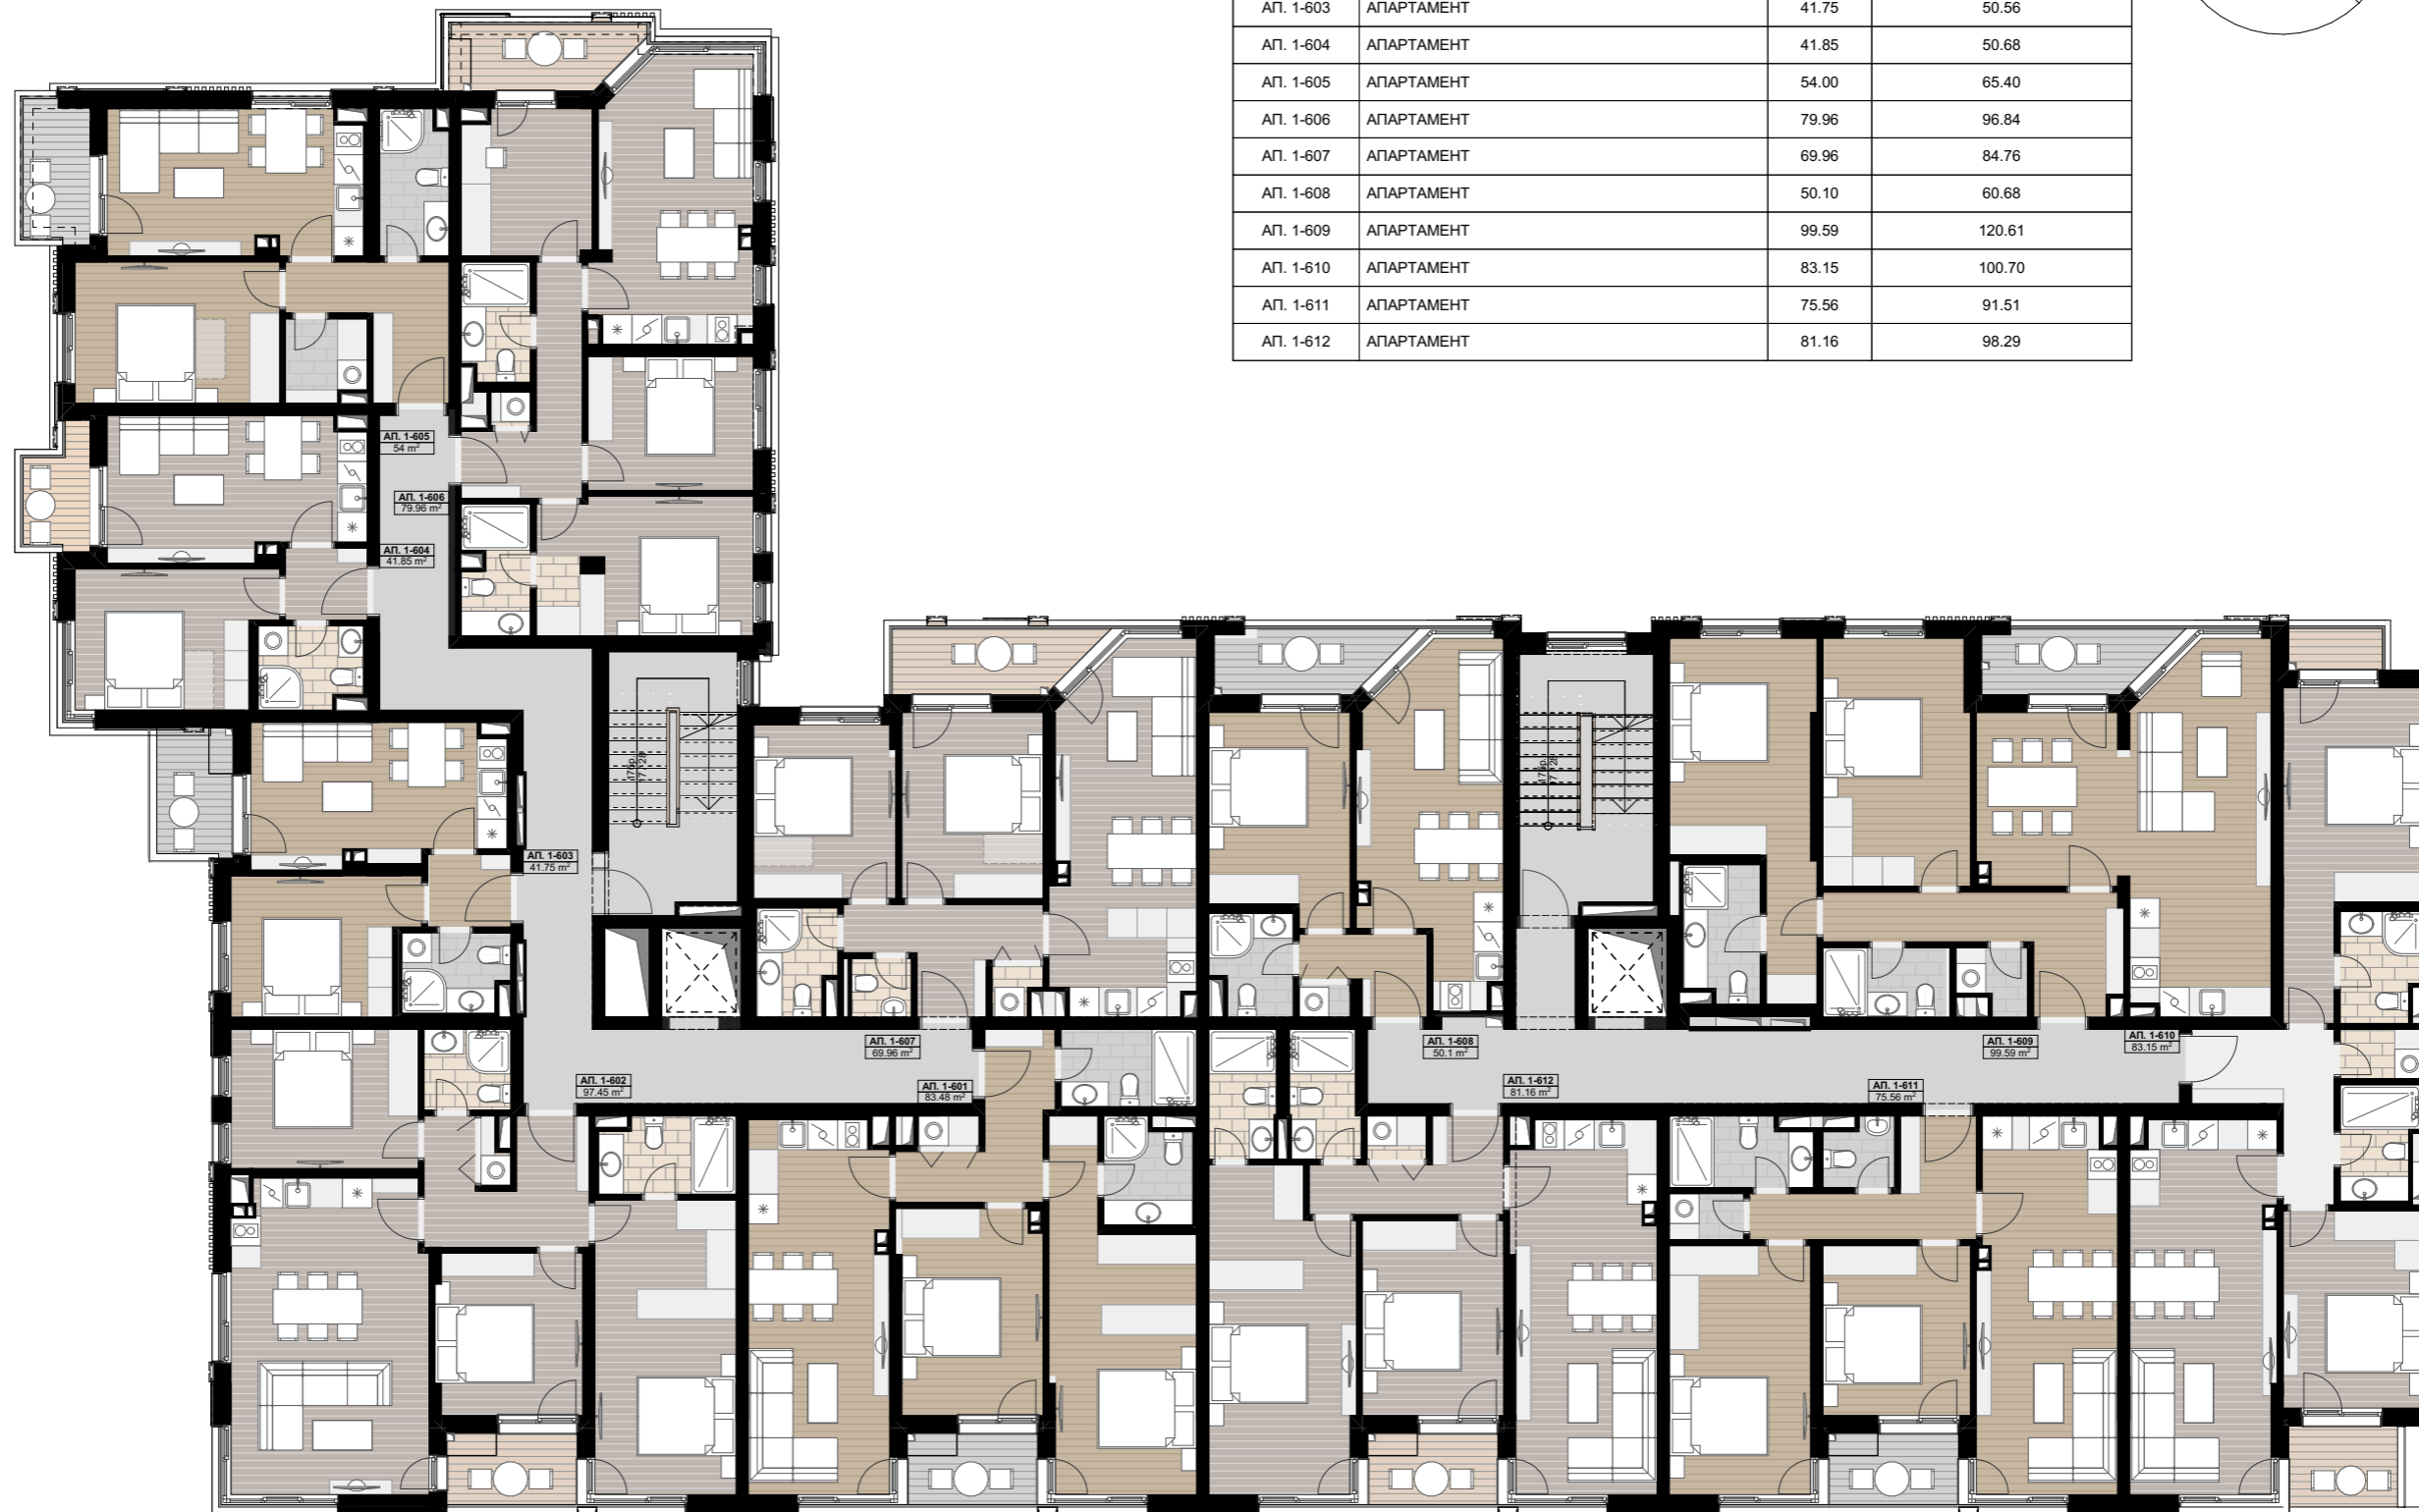 АП. 1-603 АПАРТАМЕНТ 41.75 50.56
АП. 1-604 АПАРТАМЕНТ 41.85 50.68
АП. 1-605 АПАРТАМЕНТ 54.00 65.40
АП. 1-606 АПАРТАМЕНТ 79.96 96.84
АП. 1-607 АПАРТАМЕНТ 69.96 84.76
АП. 1-608 АПАРТАМЕНТ 50.10 60.68
АП. 1-609 АПАРТАМЕНТ 99.59 120.61
АП. 1-610 АПАРТАМЕНТ 83.15 100.70
АП. 1-611 АПАРТАМЕНТ 75.56 91.51
АП. 1-612 АПАРТАМЕНТ 81.16 98.29
АП. 1-605
54 m²
АП. 1-606
79.96 m²
АП. 1-604
41.85 m²
АП. 1-603
41.75 m²
АП. 1-607
69.96 m²
АП. 1-608
50.1 m²
АП. 1-609
99.59 m²
АП. 1-610
83.15 m²
АП. 1-602
97.45 m²
АП. 1-601
83.48 m²
АП. 1-612
81.16 m²
АП. 1-611
75.56 m²